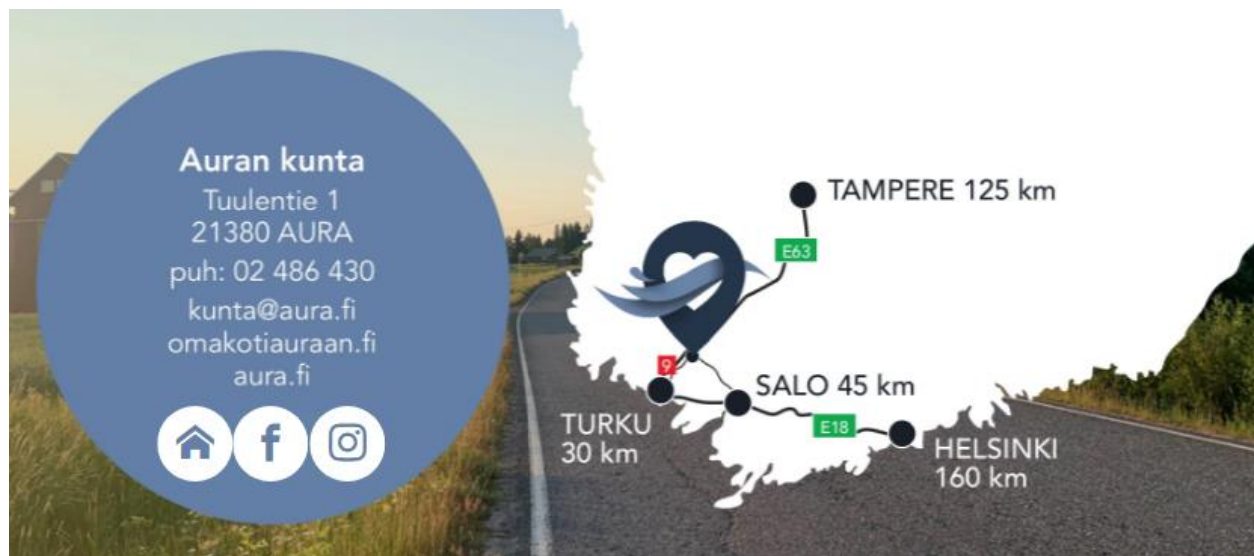 Auran kunta
Tuulentie 1
21380 AURA
puh: 02 486 430
kunta@aura.fi
omakotiauraan.fi
aura.fi
TAMPERE 125 km
E63
9
SALO 45 km
TURKU
30 km
E18
HELSINKI
160 km